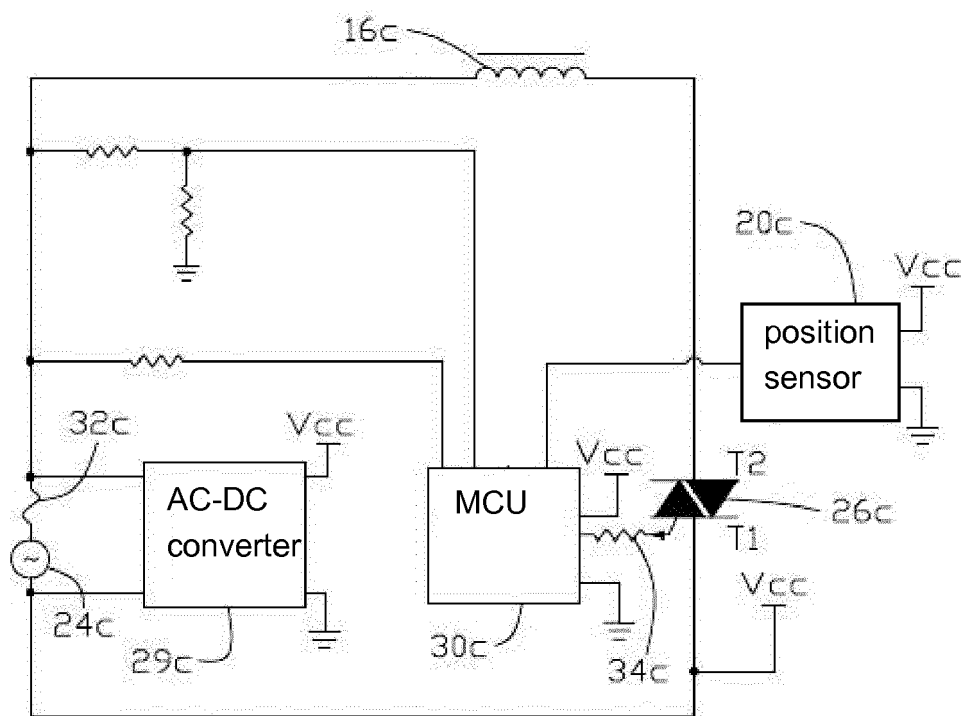 16c
20c
Vcc
position
sensor
32c
Vcc
Vcc
T2
AC-DC
converter
MCU
26c
~
T1
Vcc
24c
29c
30c
34c